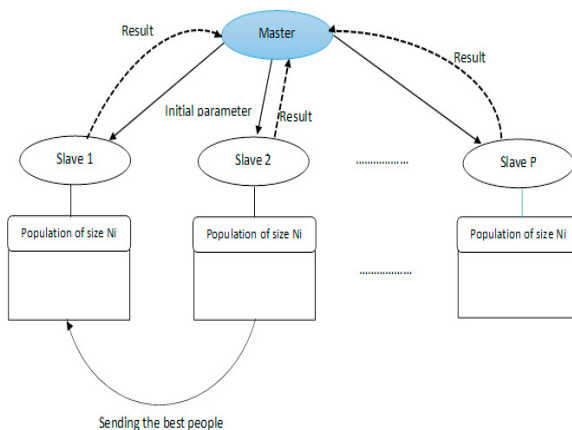 Master
Result
Result
Initial parameter
Result
Slave 1
Slave 2
..................
Slave P
Population of size Ni
Population of size Ni
Population of size Ni
..................
Sending the best people